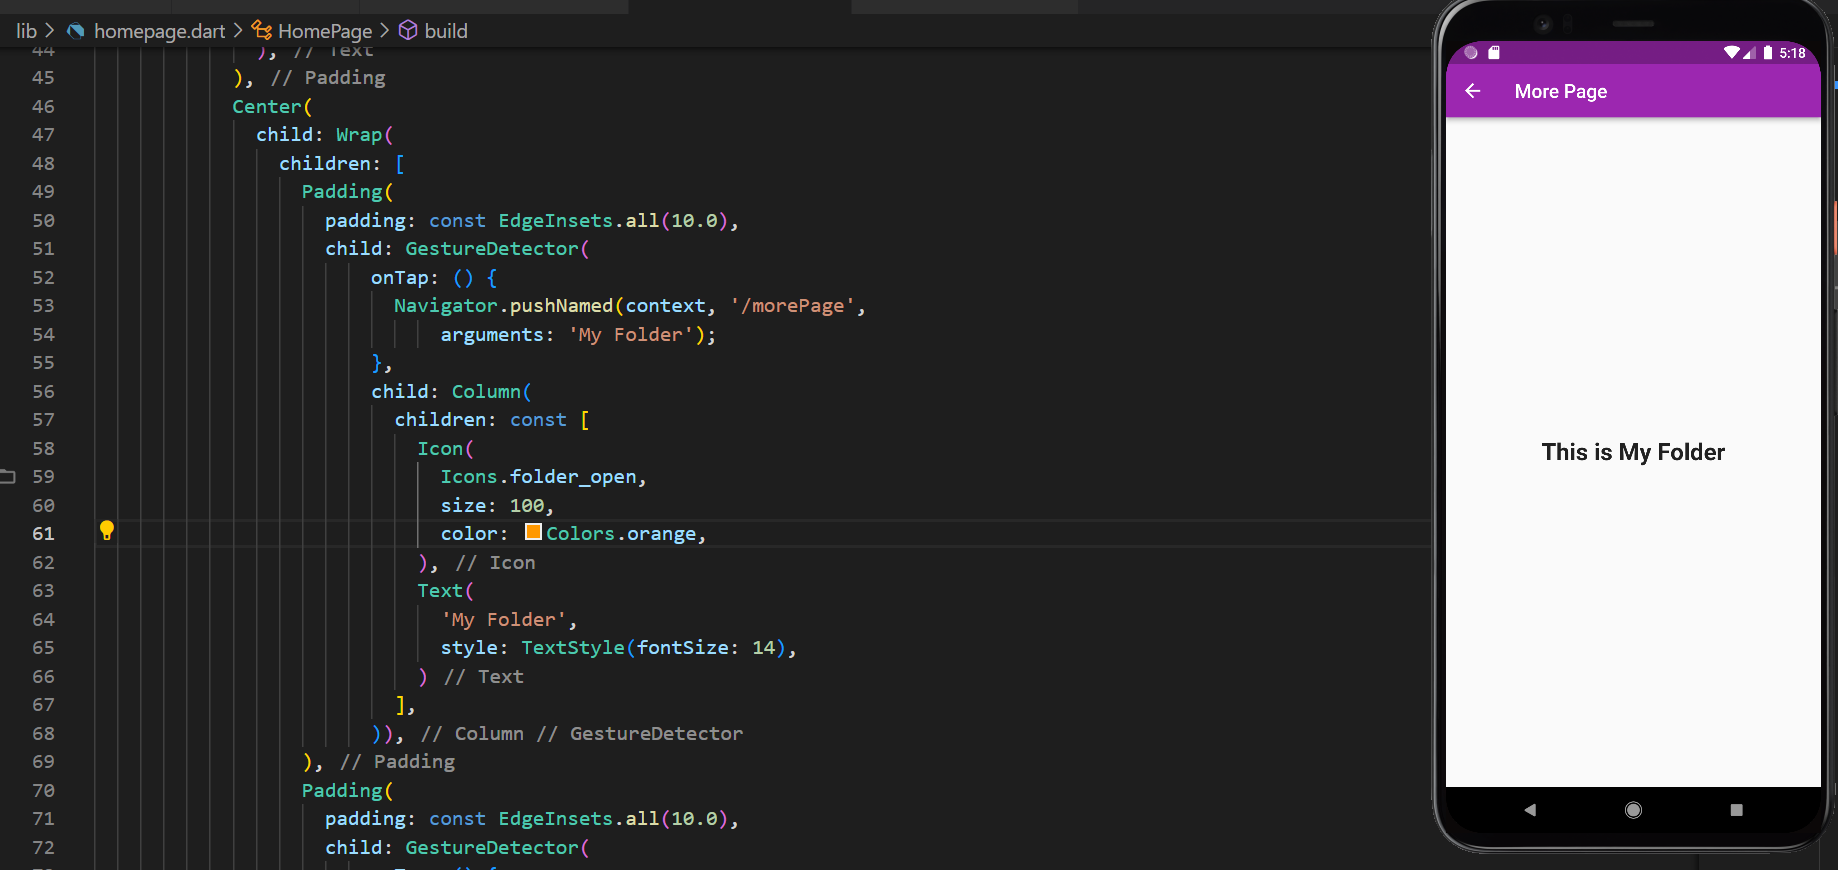 lib > homepage.dart > HomePage > build
44 ), // Text
45 ), // Padding
46 Center(
47 child: Wrap(
48 children: [
49 Padding(
50 padding: const EdgeInsets.all(10.0),
51 child: GestureDetector(
52 onTap: () {
53 Navigator.pushNamed(context, '/morePage',
54 arguments: 'My Folder');
55 },
56 child: Column(
57 children: const [
58 Icon(
59 Icons.folder_open,
60 size: 100,
61 color: Colors.orange,
62 ), // Icon
63 Text(
64 'My Folder',
65 style: TextStyle(fontSize: 14),
66 ) // Text
67 ],
68 )), // Column // GestureDetector
69 ), // Padding
70 Padding(
71 padding: const EdgeInsets.all(10.0),
72 child: GestureDetector(
5:18
More Page
This is My Folder